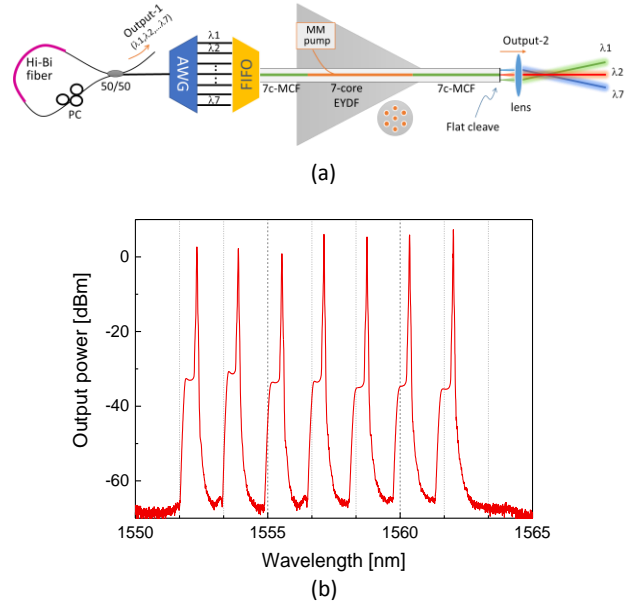 Output-1
(λ1,λ2,...λ7)
Hi-Bi
fiber
PC
50/50
AWG
λ1
λ2
λ7
FIFO
MM
pump
7c-MCF
7-core
EYDF
7c-MCF
Flat cleave
Output-2
lens
λ1
λ2
λ7
(a)
Output power [dBm]
0
-20
-40
-60
1550
1555
1560
1565
Wavelength [nm]
(b)